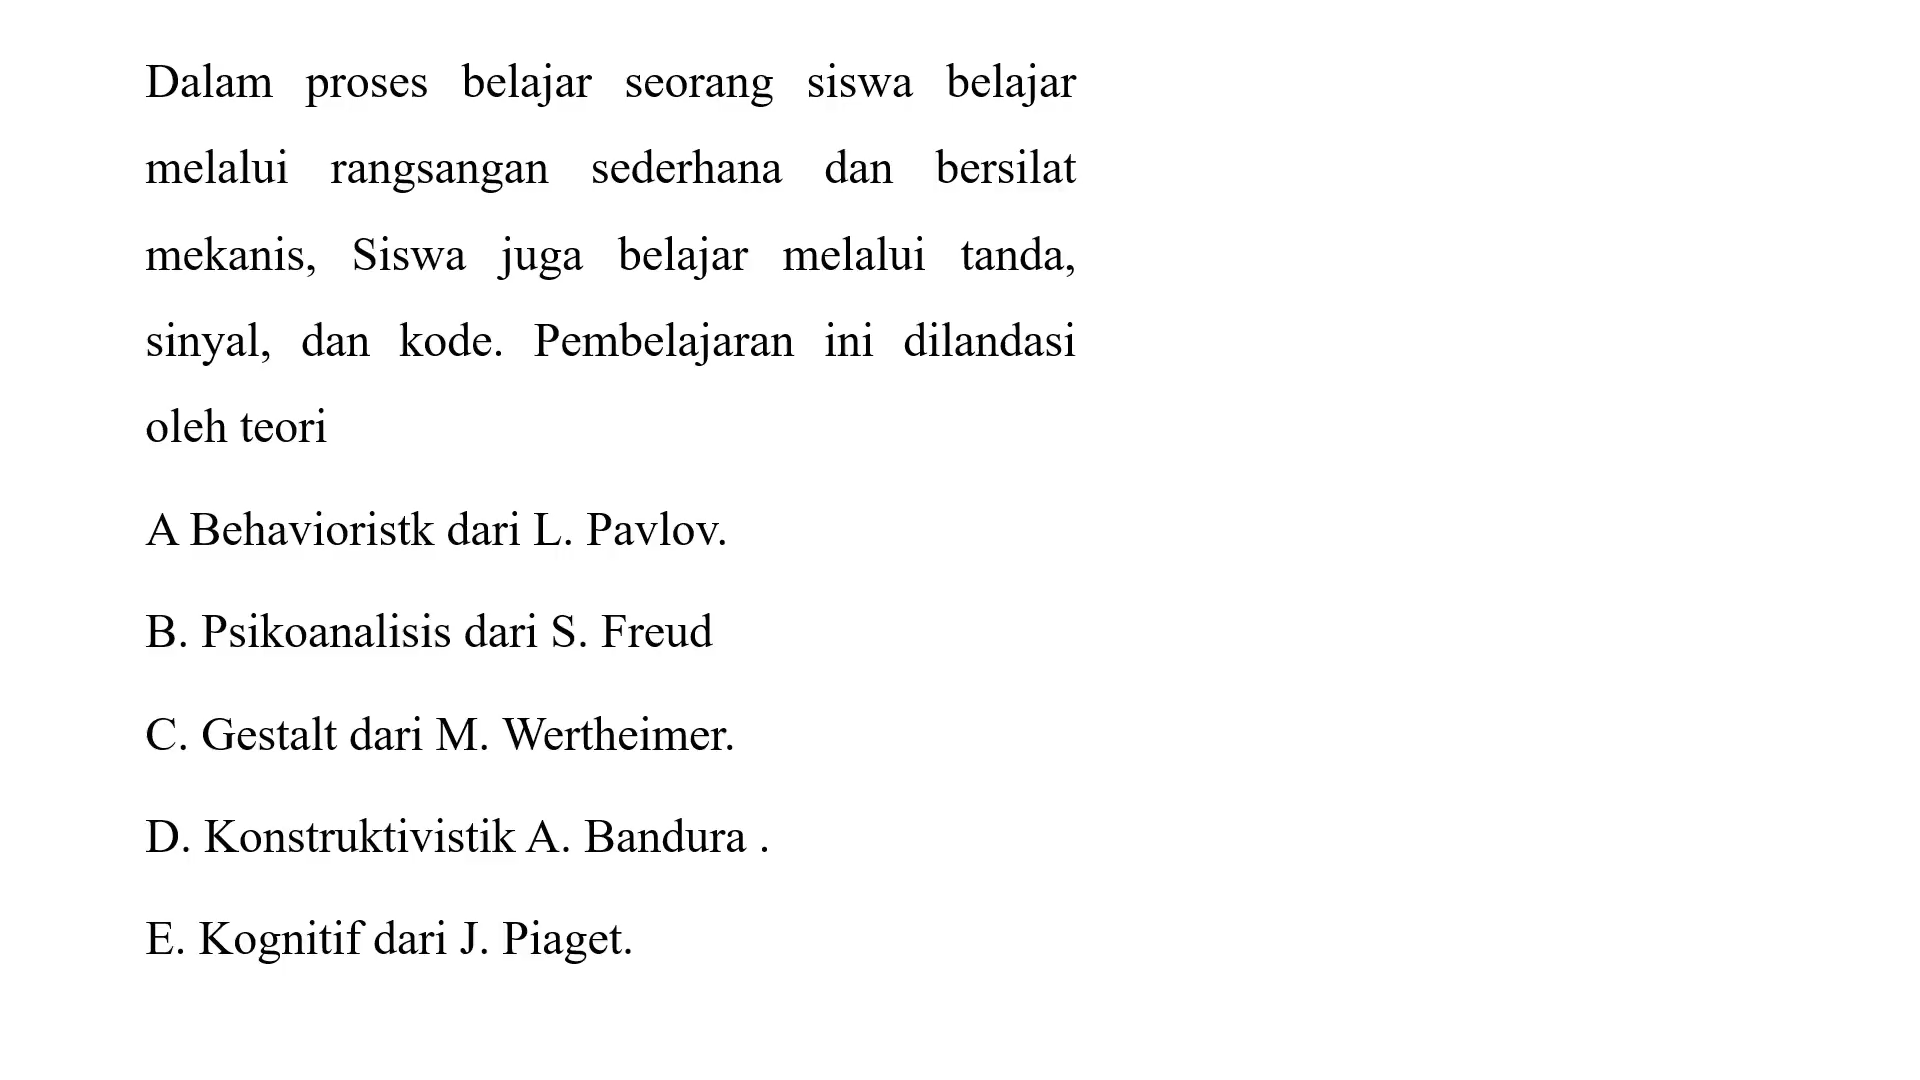 Dalam proses belajar seorang siswa belajar
melalui rangsangan sederhana dan bersilat
mekanis, Siswa juga belajar melalui tanda,
sinyal, dan kode. Pembelajaran ini dilandasi
oleh teori
A Behavioristk dari L. Pavlov.
B. Psikoanalisis dari S. Freud
C. Gestalt dari M. Wertheimer.
D. Konstruktivistik A. Bandura .
E. Kognitif dari J. Piaget.